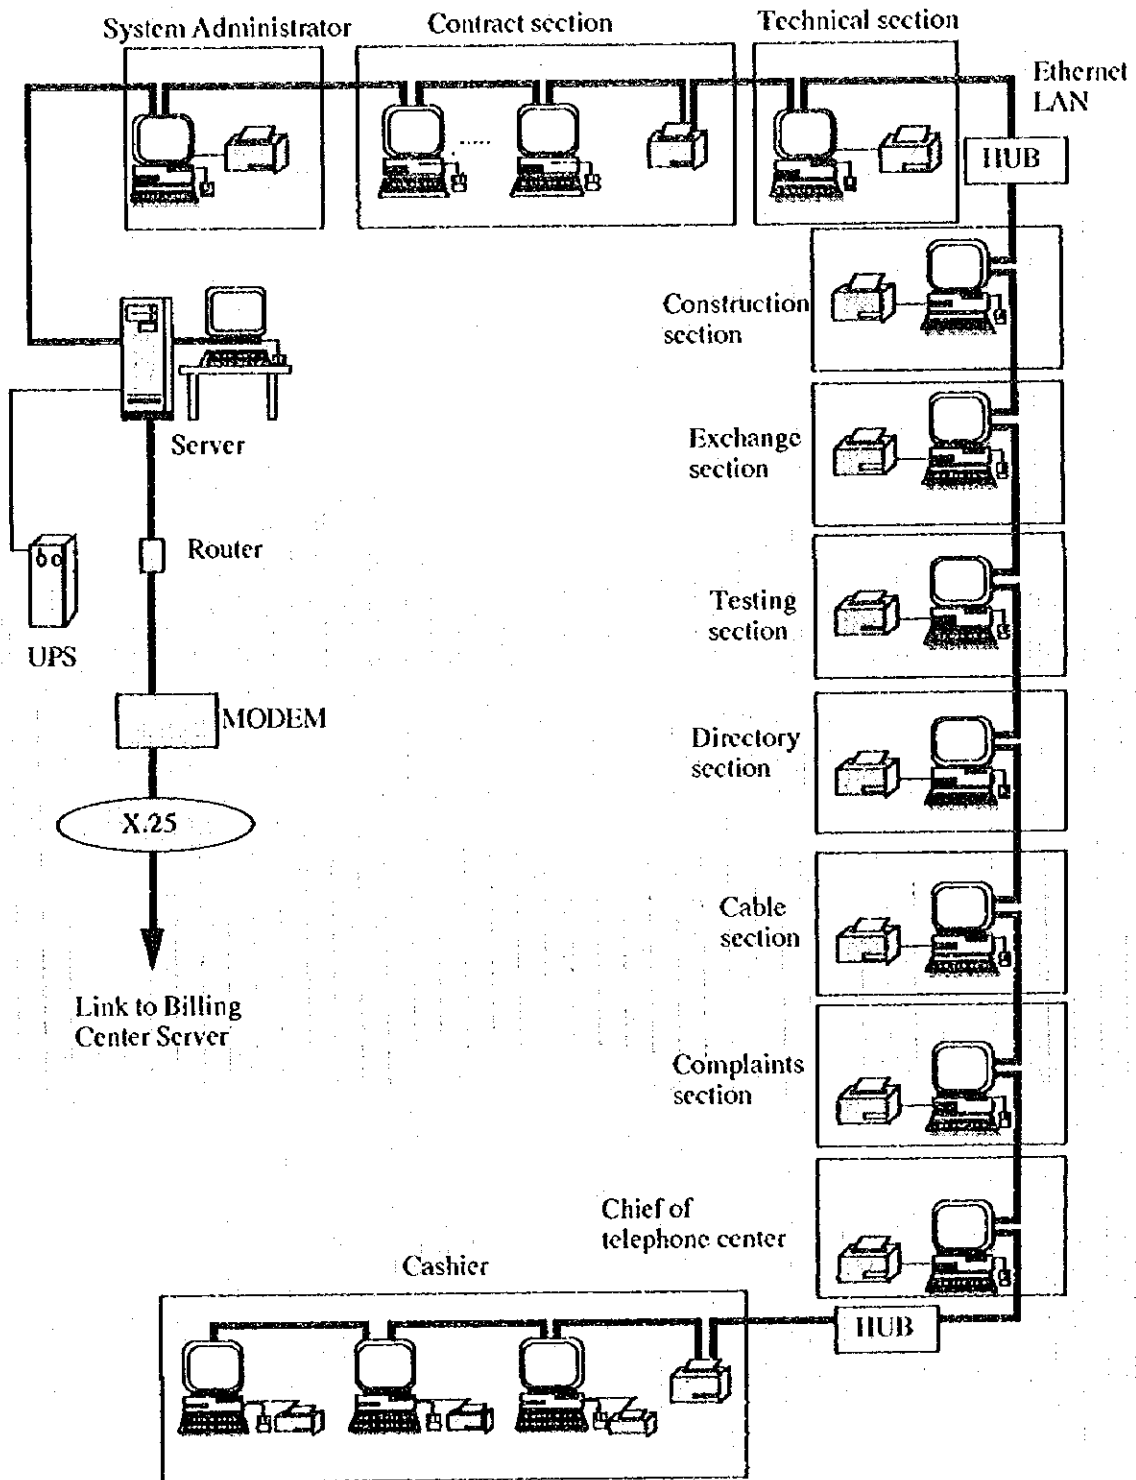 System Administrator
Contract section
Technical section
Ethernet
LAN
HUB
Construction
section
Server
Exchange
section
Router
UPS
Testing
section
MODEM
Directory
section
X.25
Cable
section
Link to Billing
Center Server
Complaints
section
Chief of
telephone center
Cashier
HUB